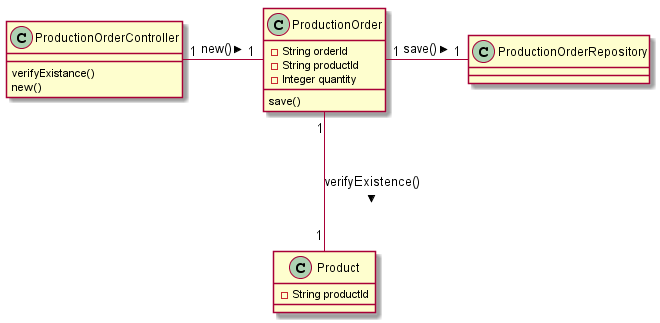 C ProductionOrderController
verifyExistance()
new()
1 new() 1
C ProductionOrder
String orderId
String productId
Integer quantity
save()
1 save() 1
C ProductionOrderRepository
1
verifyExistence()
1
C Product
String productId